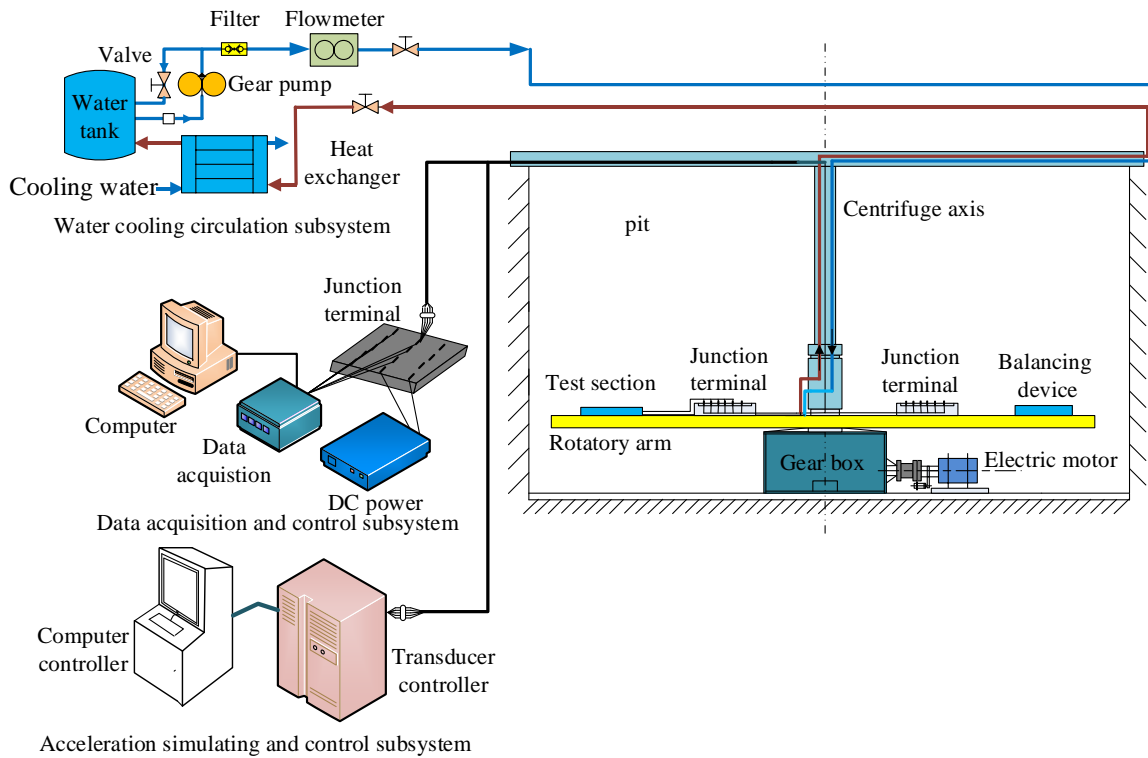 Filter
Flowmeter
Valve
Gear pump
Water
tank
Heat
exchanger
Cooling water
Water cooling circulation subsystem
Centrifuge axis
pit
Junction
terminal
Computer
Data
acquistion
DC power
Data acquisition and control subsystem
Test section
Junction
terminal
Junction
terminal
Balancing
device
Rotatory arm
Gear box
Electric motor
Computer
controller
Transducer
controller
Acceleration simulating and control subsystem